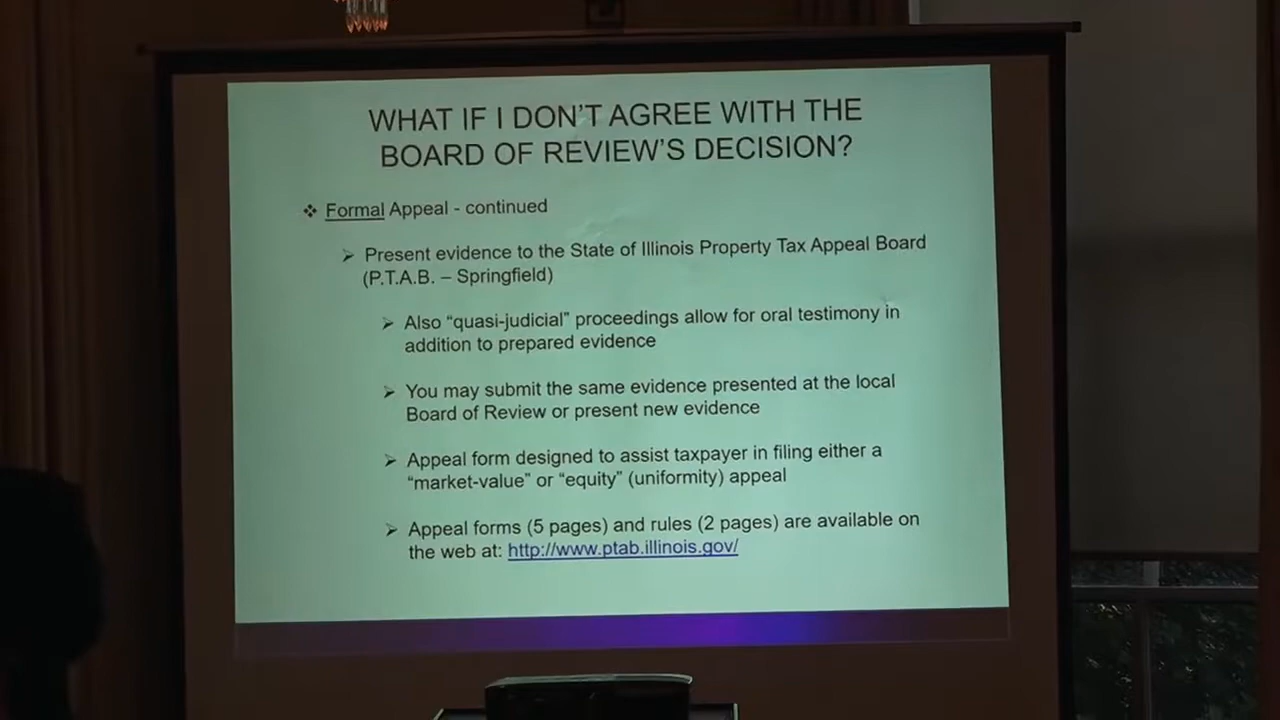 WHAT IF I DON'T AGREE WITH THE
BOARD OF REVIEW'S DECISION?
❖ Formal Appeal - continued
➢ Present evidence to the State of Illinois Property Tax Appeal Board
(P.T.A.B. – Springfield)
➢ Also “quasi-judicial” proceedings allow for oral testimony in
addition to prepared evidence
➢ You may submit the same evidence presented at the local
Board of Review or present new evidence
➢ Appeal form designed to assist taxpayer in filing either a
“market-value” or “equity” (uniformity) appeal
➢ Appeal forms (5 pages) and rules (2 pages) are available on
the web at: http://www.ptab.illinois.gov/